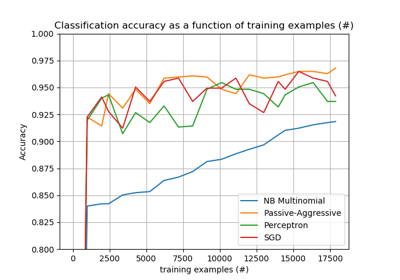 Classification accuracy as a function of training examples (#)
1.000
0.975
0.950
0.925
0.900
0.875
0.850
0.825
0.800
Accuracy
NB Multinomial
Passive-Aggressive
Perceptron
SGD
0 2500 5000 7500 10000 12500 15000 17500
training examples (#)